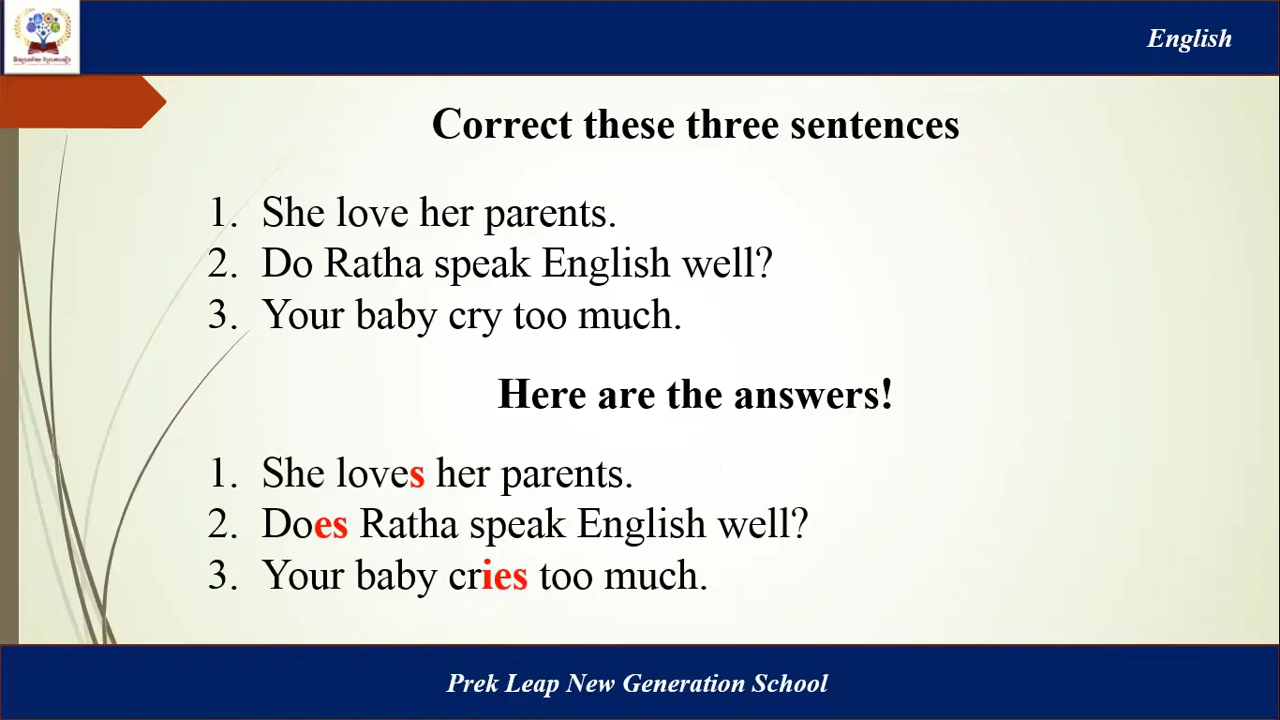 English
Correct these three sentences
1. She love her parents.
2. Do Ratha speak English well?
3. Your baby cry too much.
Here are the answers!
1. She loves her parents.
2. Does Ratha speak English well?
3. Your baby cries too much.
Prek Leap New Generation School